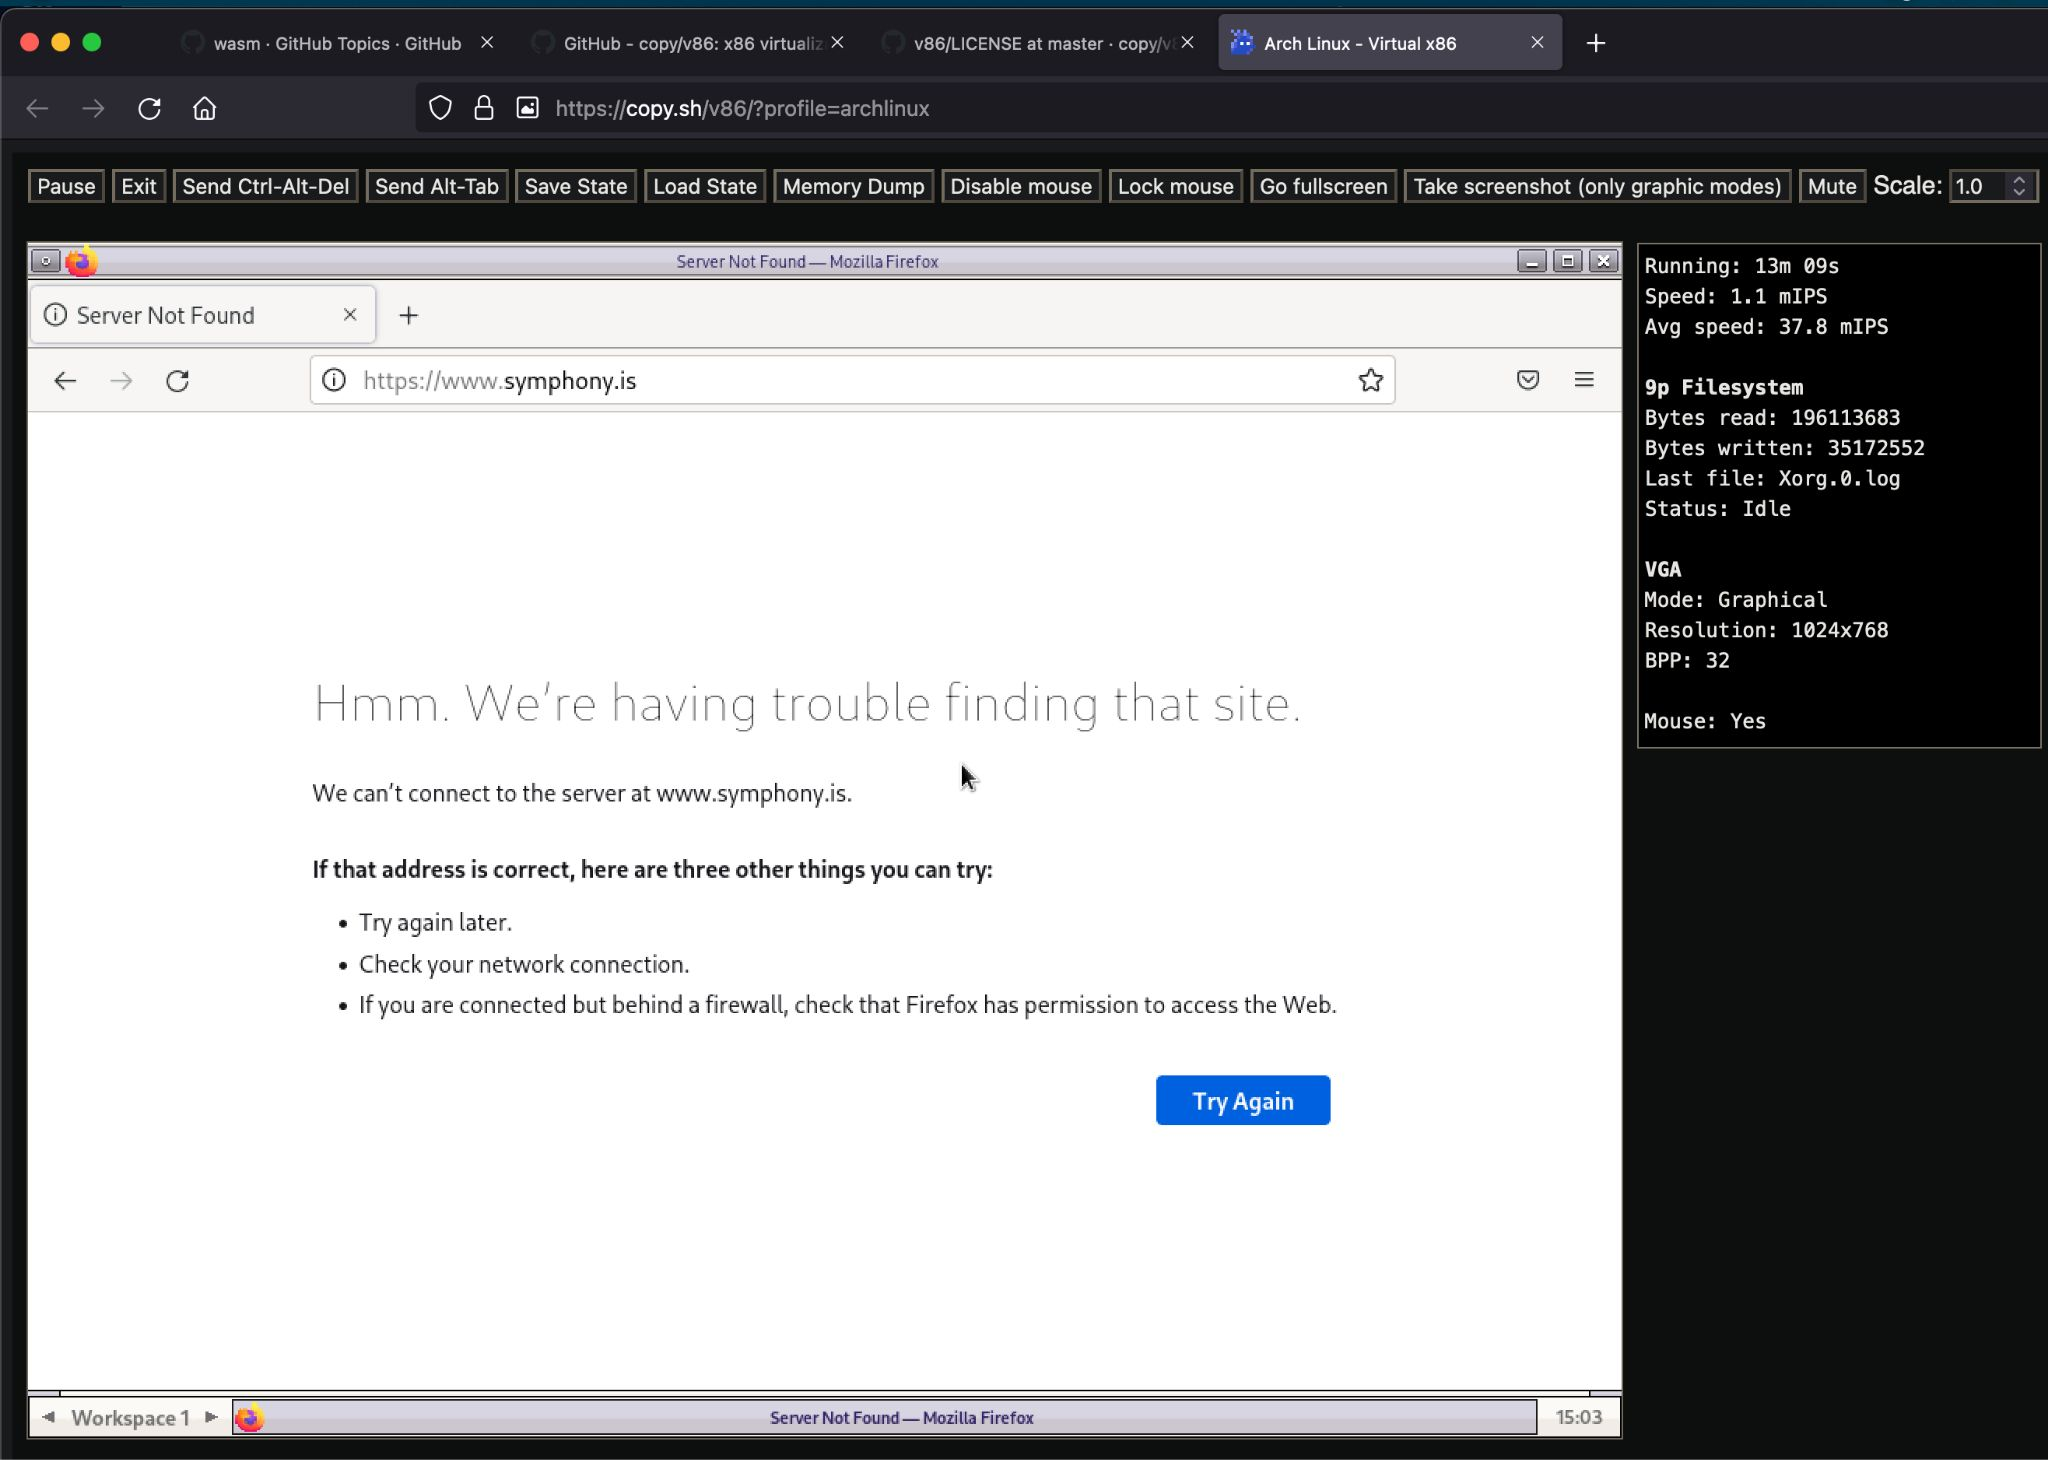 wasm · GitHub Topics · GitHub
GitHub - copy/v86: x86 virtualiz
v86/LICENSE at master · copy/v8
Arch Linux - Virtual x86
https://copy.sh/v86/?profile=archlinux
Pause Exit Send Ctrl-Alt-Del Send Alt-Tab Save State Load State Memory Dump Disable mouse Lock mouse Go fullscreen Take screenshot (only graphic modes) Mute Scale: 1.0
Server Not Found — Mozilla Firefox
Server Not Found
https://www.symphony.is
Hmm. We're having trouble finding that site.
We can't connect to the server at www.symphony.is.
If that address is correct, here are three other things you can try:
• Try again later.
• Check your network connection.
• If you are connected but behind a firewall, check that Firefox has permission to access the Web.
Try Again
Workspace 1
Server Not Found — Mozilla Firefox
15:03
Running: 13m 09s
Speed: 1.1 mIPS
Avg speed: 37.8 mIPS
9p Filesystem
Bytes read: 196113683
Bytes written: 35172552
Last file: Xorg.0.log
Status: Idle
VGA
Mode: Graphical
Resolution: 1024x768
BPP: 32
Mouse: Yes